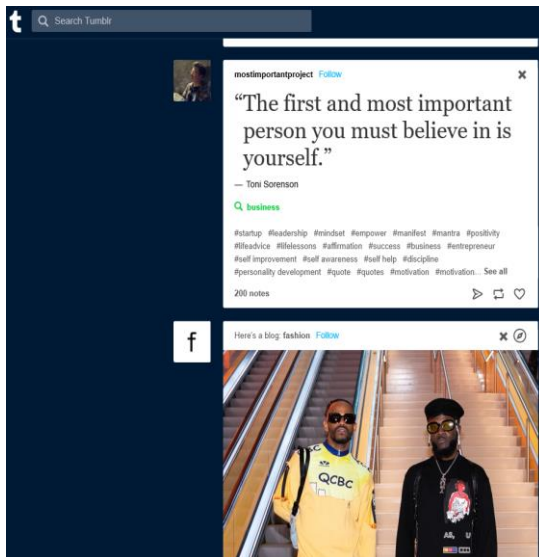 t Search Tumblr
mostimportantproject Follow
“The first and most important
person you must believe in is
yourself.”
— Toni Sorenson
business
#startup #leadership #mindset #empower #manifest #mantra #positivity
#lifeadvice #lifelessons #affirmation #success #business #entrepreneur
#self improvement #self awareness #self help #discipline
#personality development #quote #quotes #motivation #motivation... See all
200 notes
f
Here's a blog: fashion Follow
QCBC